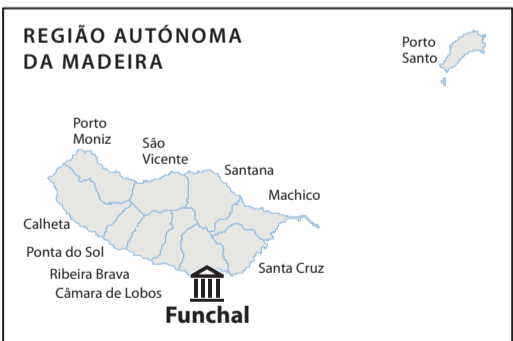 REGIÃO AUTÓNOMA
DA MADEIRA
Porto
Santo
Porto
Moniz
São
Vicente
Santana
Machico
Calheta
Ponta do Sol
Ribeira Brava
Santa Cruz
Câmara de Lobos
Funchal